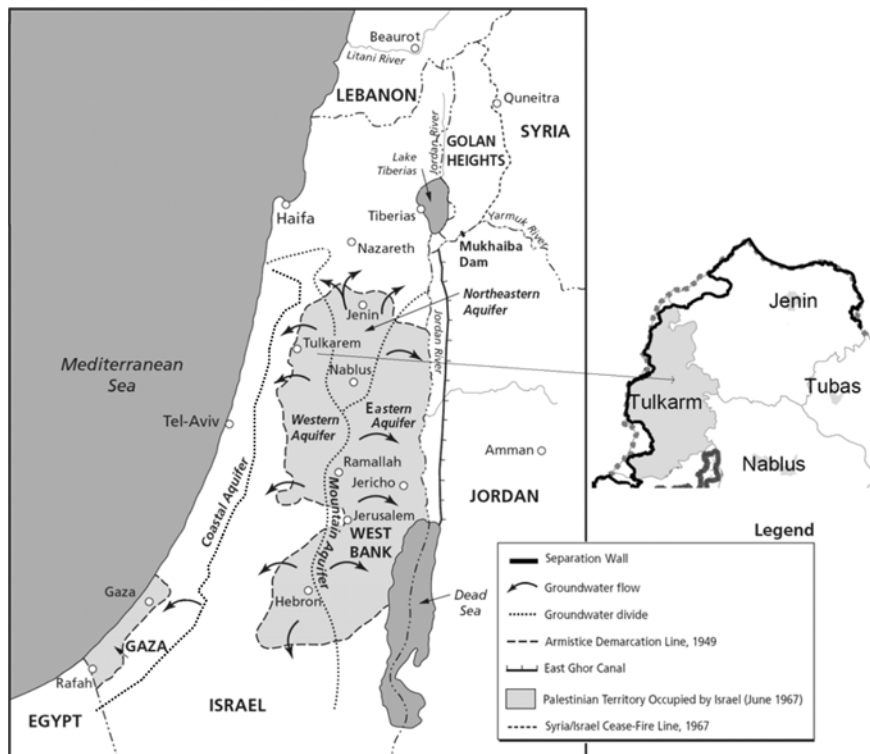 Beaurot
Litani River
LEBANON
Quneitra
SYRIA
GOLAN
HEIGHTS
Jordan River
Lake
Tiberias
Haifa
Tiberias
Yarmuk River
Nazareth
Mukhaiba
Dam
Northeastern
Aquifer
Jenin
Jordan River
Tulkarem
Mediterranean
Sea
Nablus
Tel-Aviv
Western
Aquifer
Eastern
Aquifer
Amman
Ramallah
Jericho
JORDAN
Coastal Aquifer
Mountain Aquifer
Jerusalem
WEST
BANK
Gaza
Hebron
Dead
Sea
GAZA
Rafah
ISRAEL
EGYPT
Jenin
Tubas
Tulkarm
Nablus
Legend
Separation Wall
Groundwater flow
Groundwater divide
Armistice Demarcation Line, 1949
East Ghor Canal
Palestinian Territory Occupied by Israel (June 1967)
Syria/Israel Cease-Fire Line, 1967